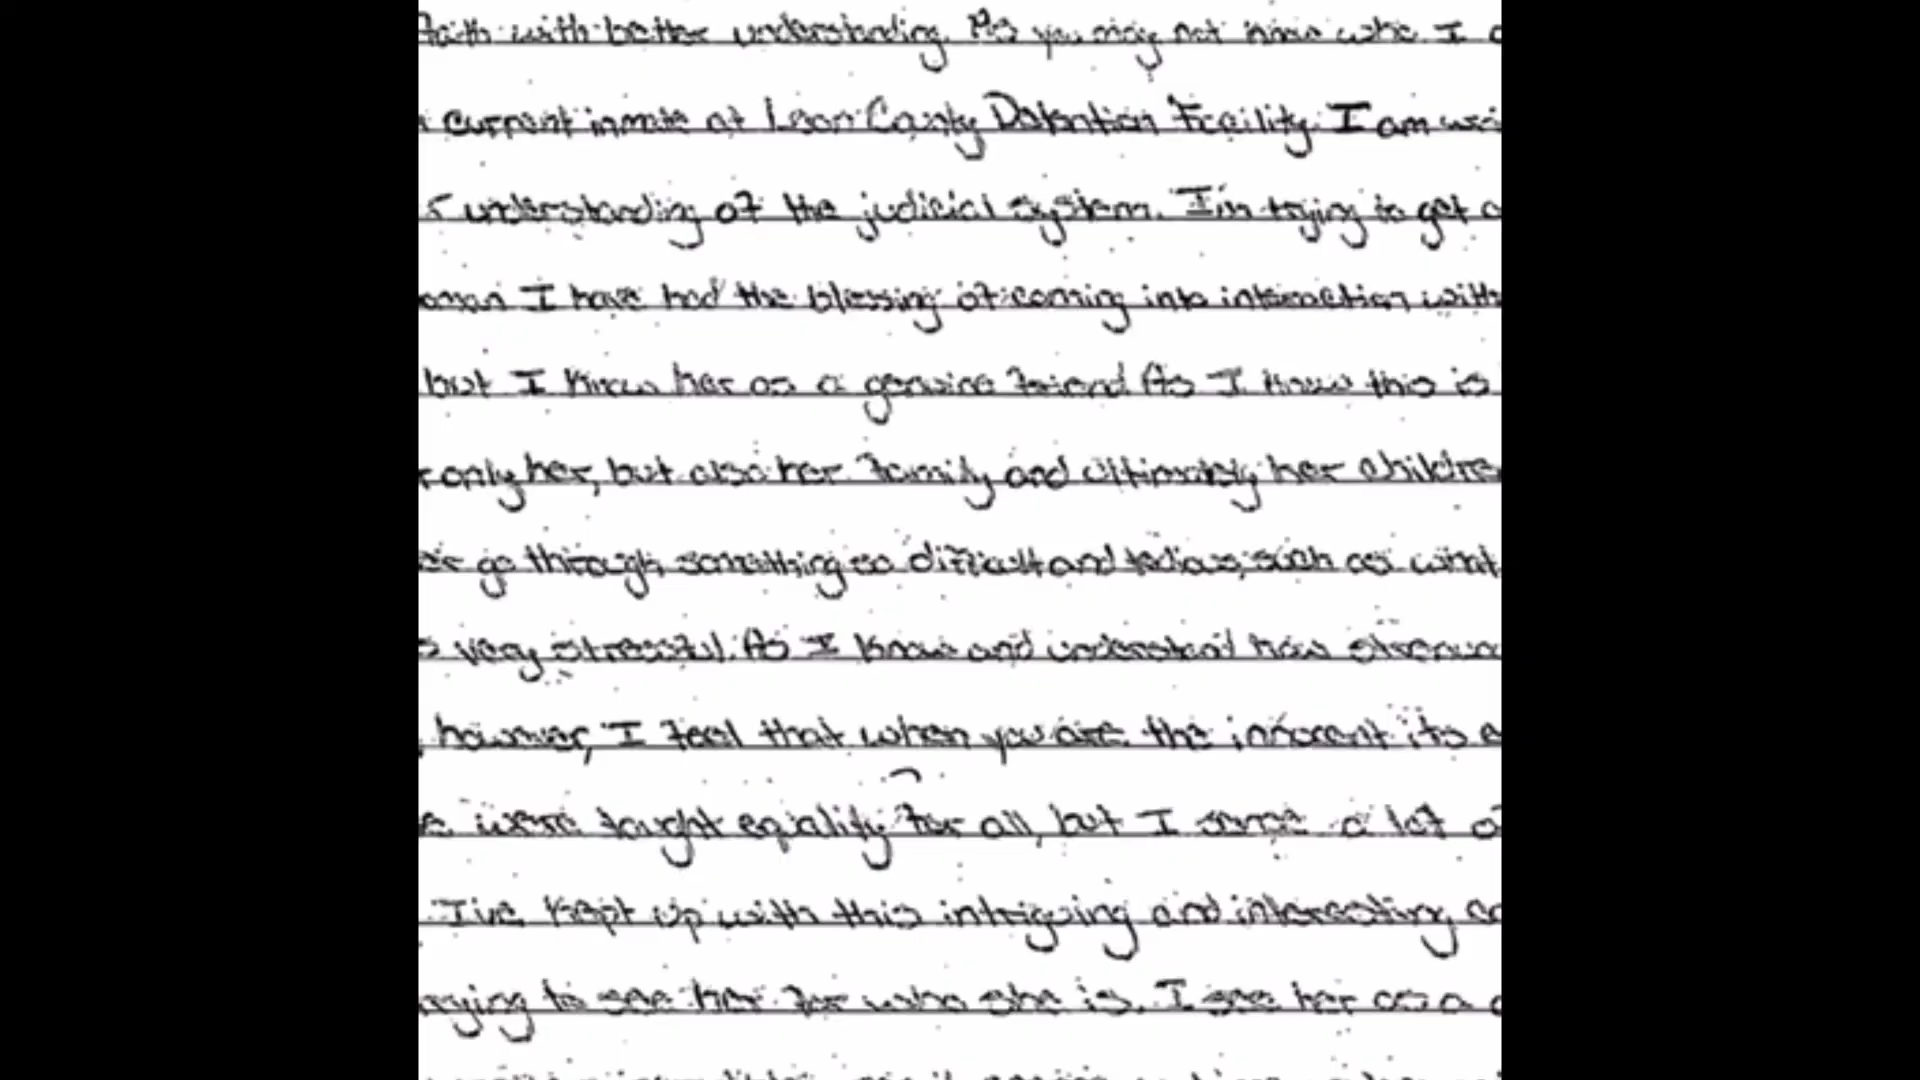 faith with better understanding. As you may not know who I
current inmate at Leon County Detention Facility. I am
understanding of the judicial system. I'm trying to get
I have had the blessing of coming into interaction with
but I know her as a genuine friend. As I know this is
only her, but also her family and ultimately her
go through something so difficult and tedious, such as what
very stressful. As I know and understand how
however, I feel that when you are the innocent its
were taught equality for all, but I sense a lot
I've kept up with this intriguing and interesting
trying to see her for who she is. I see her as a